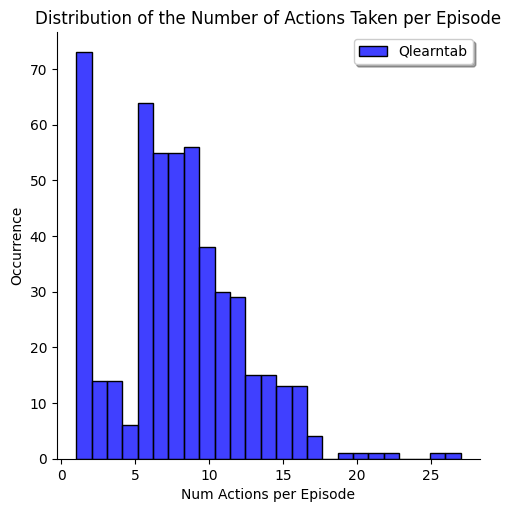 Distribution of the Number of Actions Taken per Episode
Qlearntab
70
60
50
40
30
20
10
0
Occurrence
0 5 10 15 20 25
Num Actions per Episode